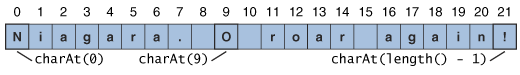 0 1 2 3 4 5 6 7 8 9 10 11 12 13 14 15 16 17 18 19 20 21
N i a g a r a . O r o a r a g a i n !
charAt(0) charAt(9) charAt(length() - 1)